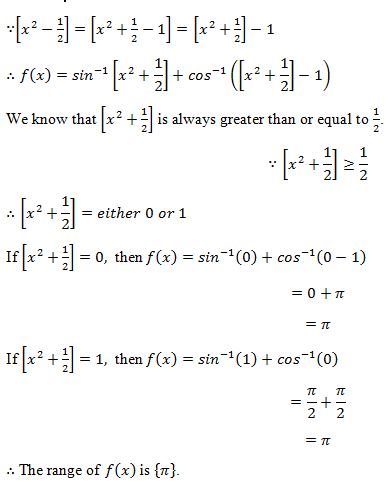 ∵[x² − 1/2] = [x² + 1/2 − 1] = [x² + 1/2] − 1
∴ f(x) = sin⁻¹ [x² + 1/2] + cos⁻¹ ([x² + 1/2] − 1)
We know that [x² + 1/2] is always greater than or equal to 1/2.
∵ [x² + 1/2] ≥ 1/2
∴ [x² + 1/2] = either 0 or 1
If [x² + 1/2] = 0, then f(x) = sin⁻¹(0) + cos⁻¹(0 − 1)
= 0 + π
= π
If [x² + 1/2] = 1, then f(x) = sin⁻¹(1) + cos⁻¹(0)
= π/2 + π/2
= π
∴ The range of f(x) is {π}.